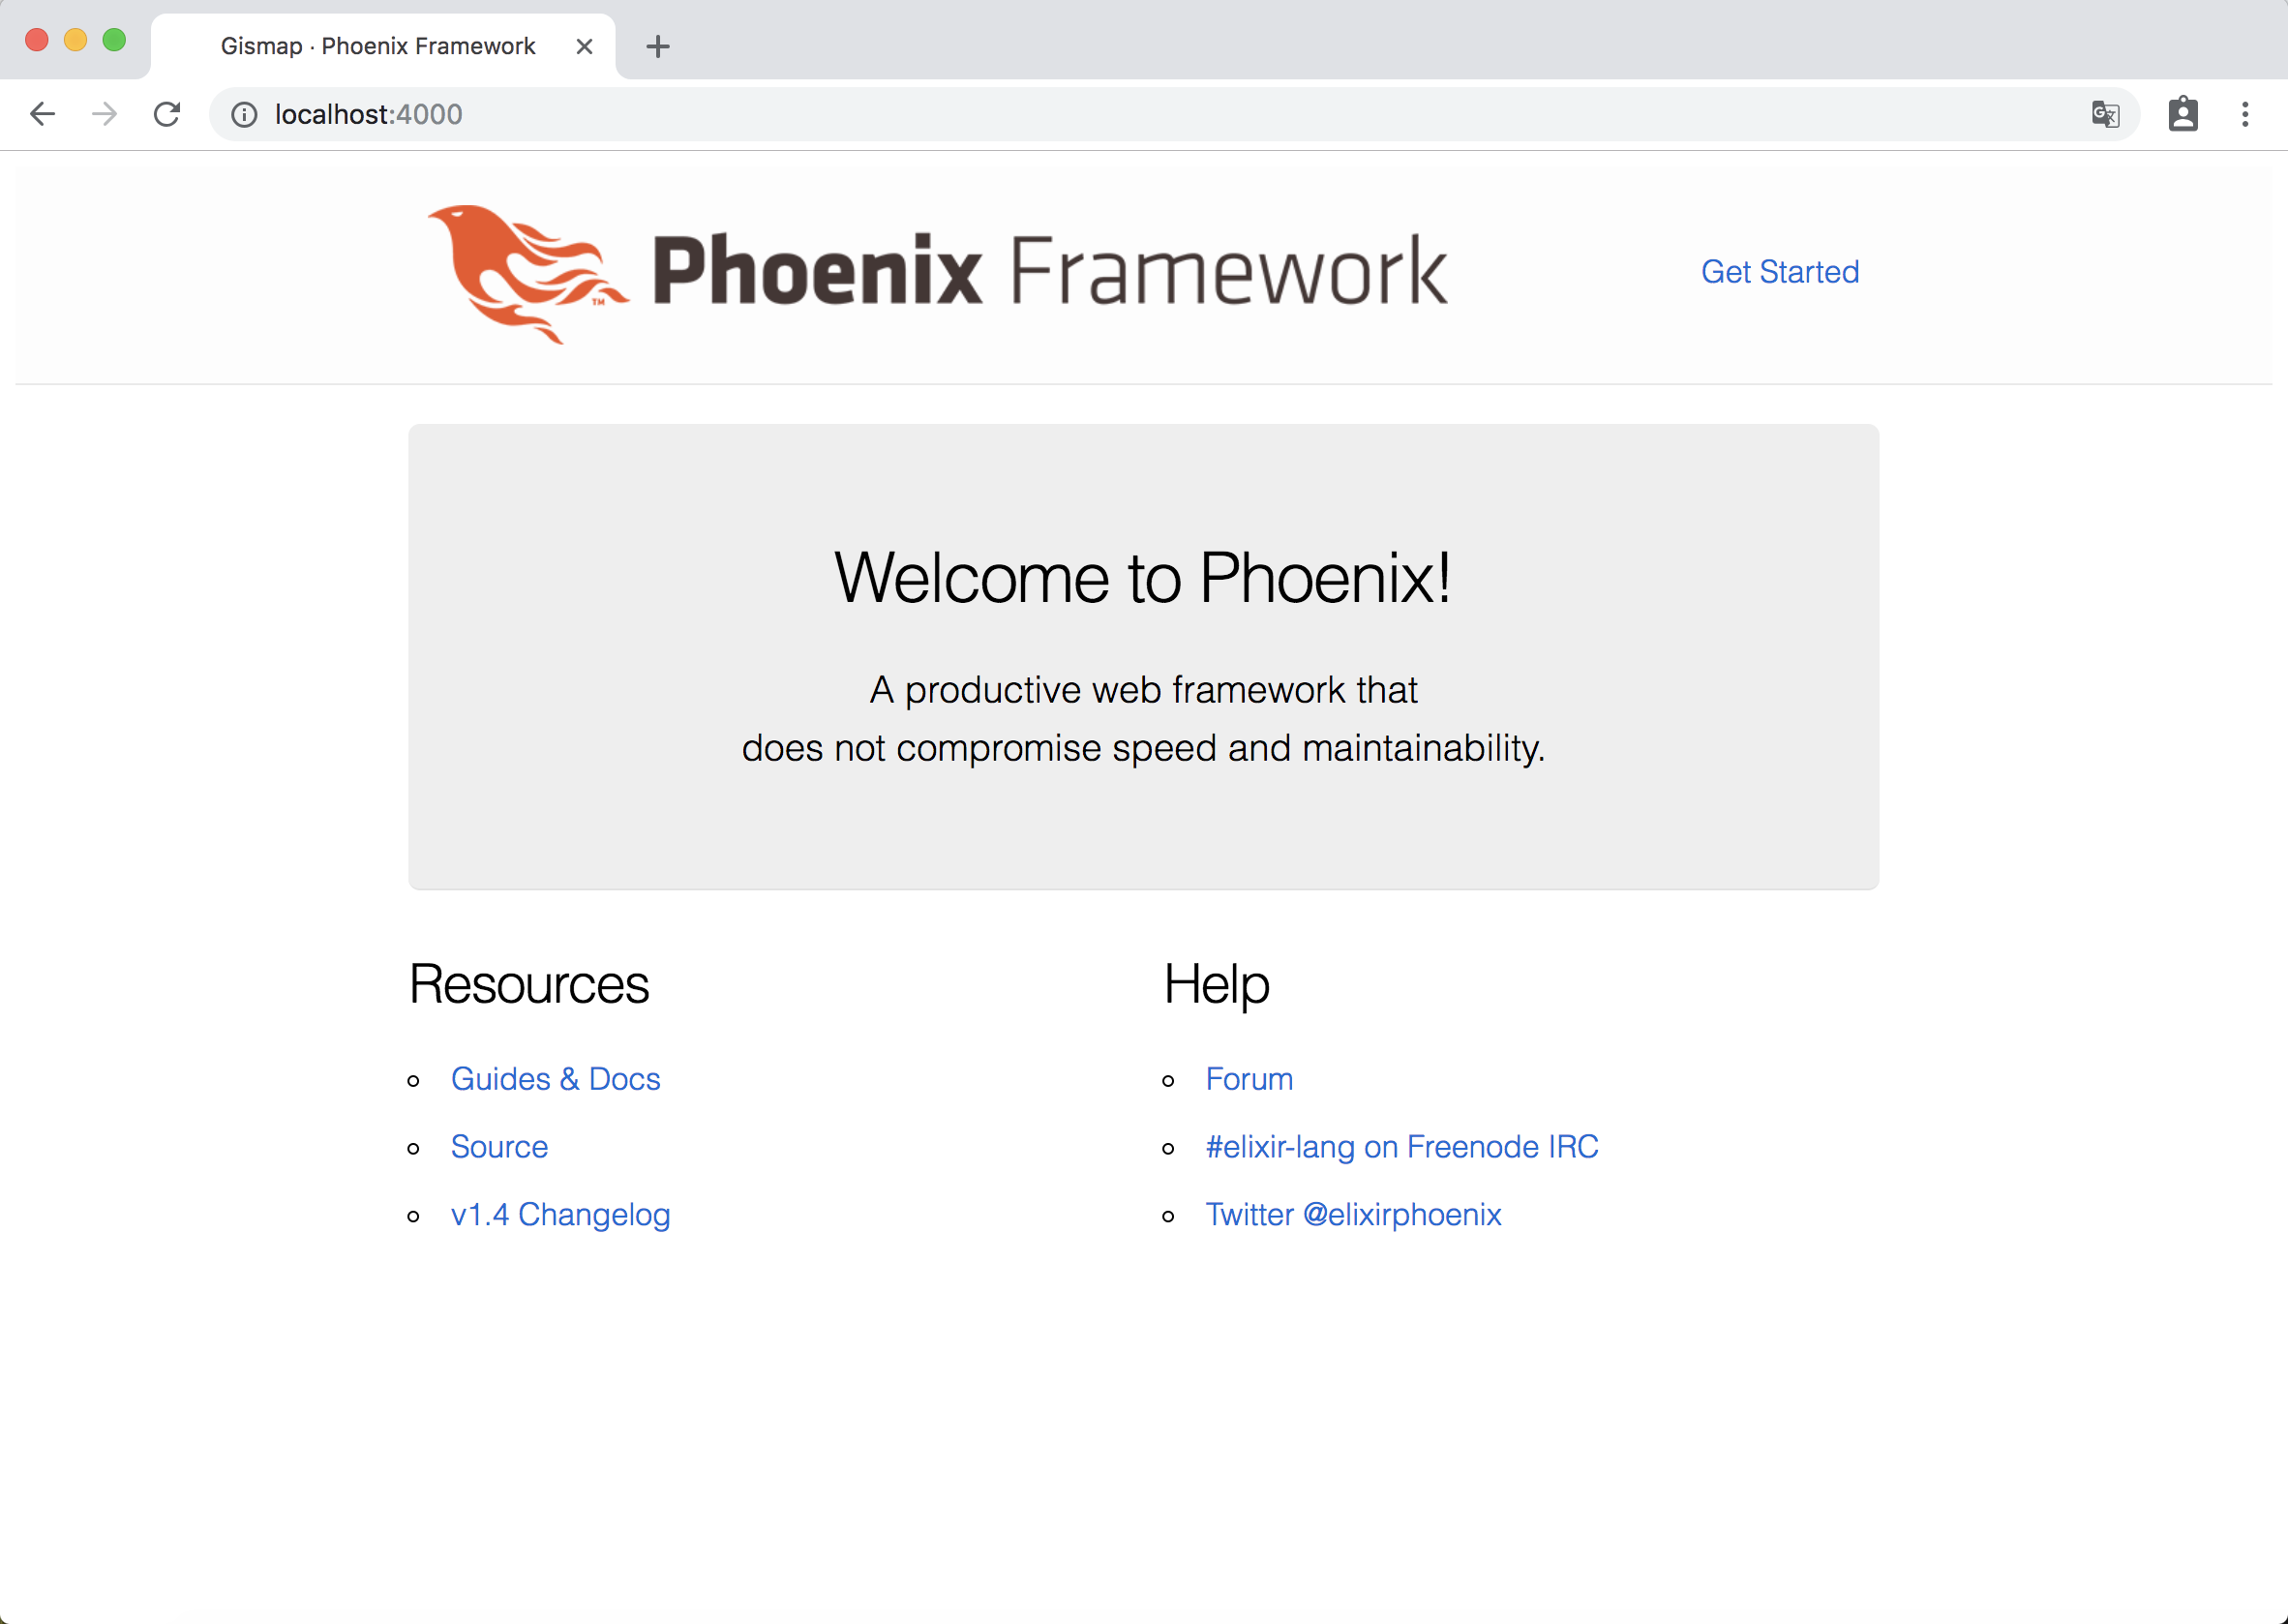 Gismap · Phoenix Framework
localhost:4000
Phoenix Framework
TM
Get Started
Welcome to Phoenix!
A productive web framework that
does not compromise speed and maintainability.
Resources
Guides & Docs
Source
v1.4 Changelog
Help
Forum
#elixir-lang on Freenode IRC
Twitter @elixirphoenix